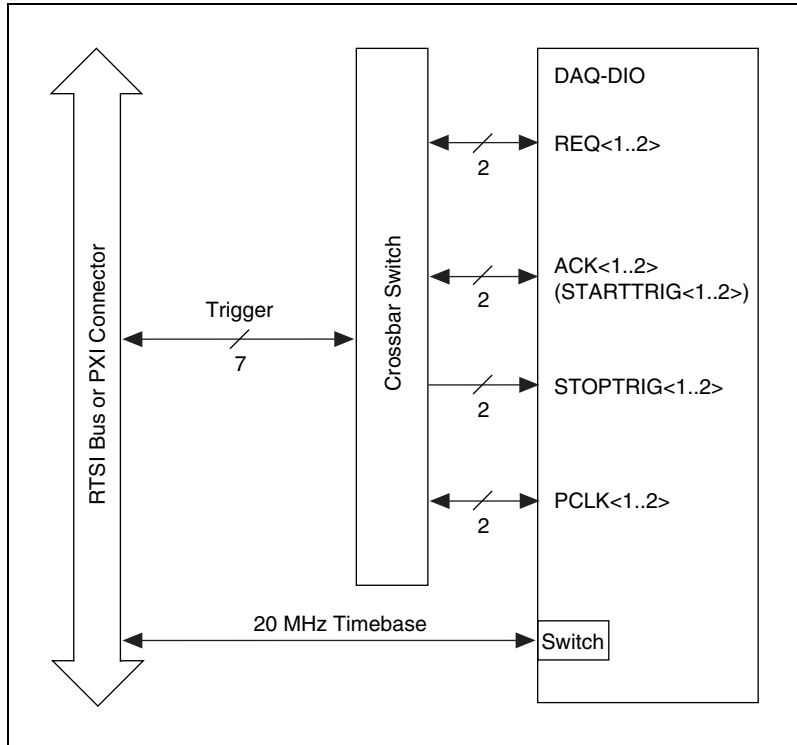 DAQ-DIO
REQ<1..2>
2
ACK<1..2>
(STARTTRIG<1..2>)
2
Trigger
7
STOPTRIG<1..2>
2
PCLK<1..2>
2
RTSI Bus or PXI Connector
Crossbar Switch
20 MHz Timebase
Switch